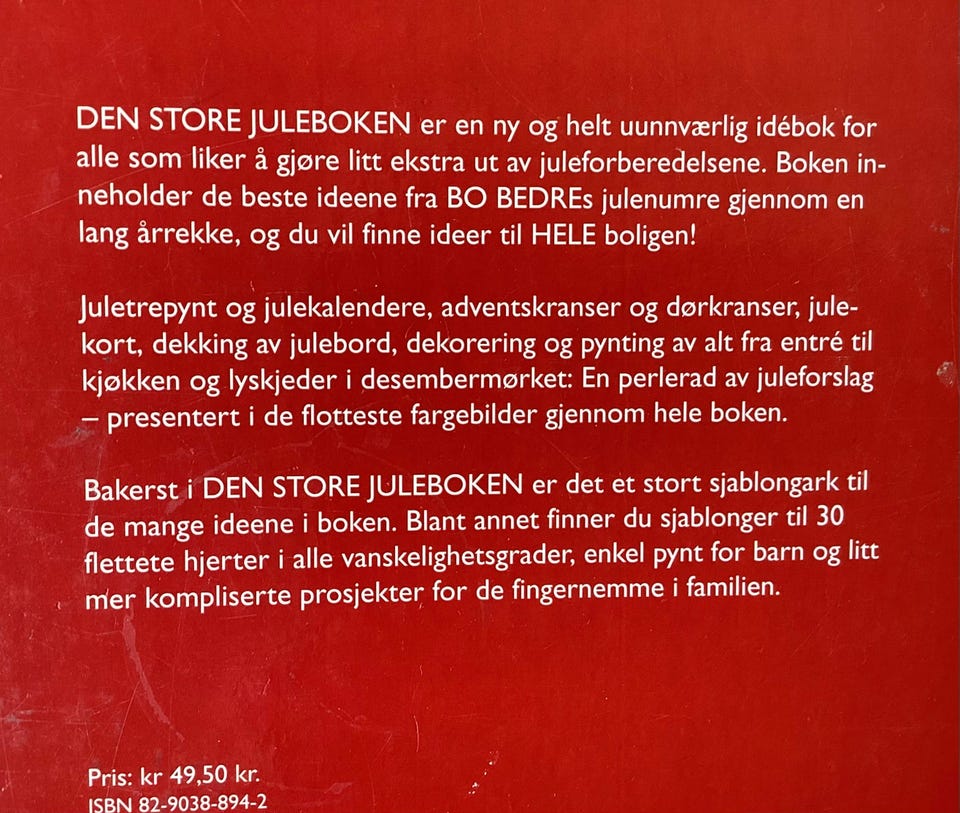 DEN STORE JULEBOKEN er en ny og helt uunnværlig idébok for
alle som liker å gjøre litt ekstra ut av juleforberedelsene. Boken in-
neholder de beste ideene fra BO BEDREs julenumre gjennom en
lang årrekke, og du vil finne ideer til HELE boligen!
Juletrepynt og julekalendere, adventskranser og dørkranser, jule-
kort, dekking av julebord, dekorering og pynting av alt fra entré til
kjøkken og lyskjeder i desembermørket: En perlerad av juleforslag
– presentert i de flotteste fargebilder gjennom hele boken.
Bakerst i DEN STORE JULEBOKEN er det et stort sjablongark til
de mange ideene i boken. Blant annet finner du sjablonger til 30
flettete hjerter i alle vanskelighetsgrader, enkel pynt for barn og litt
mer kompliserte prosjekter for de fingernemme i familien.
Pris: kr 49,50 kr.
ISBN 82-9038-894-2